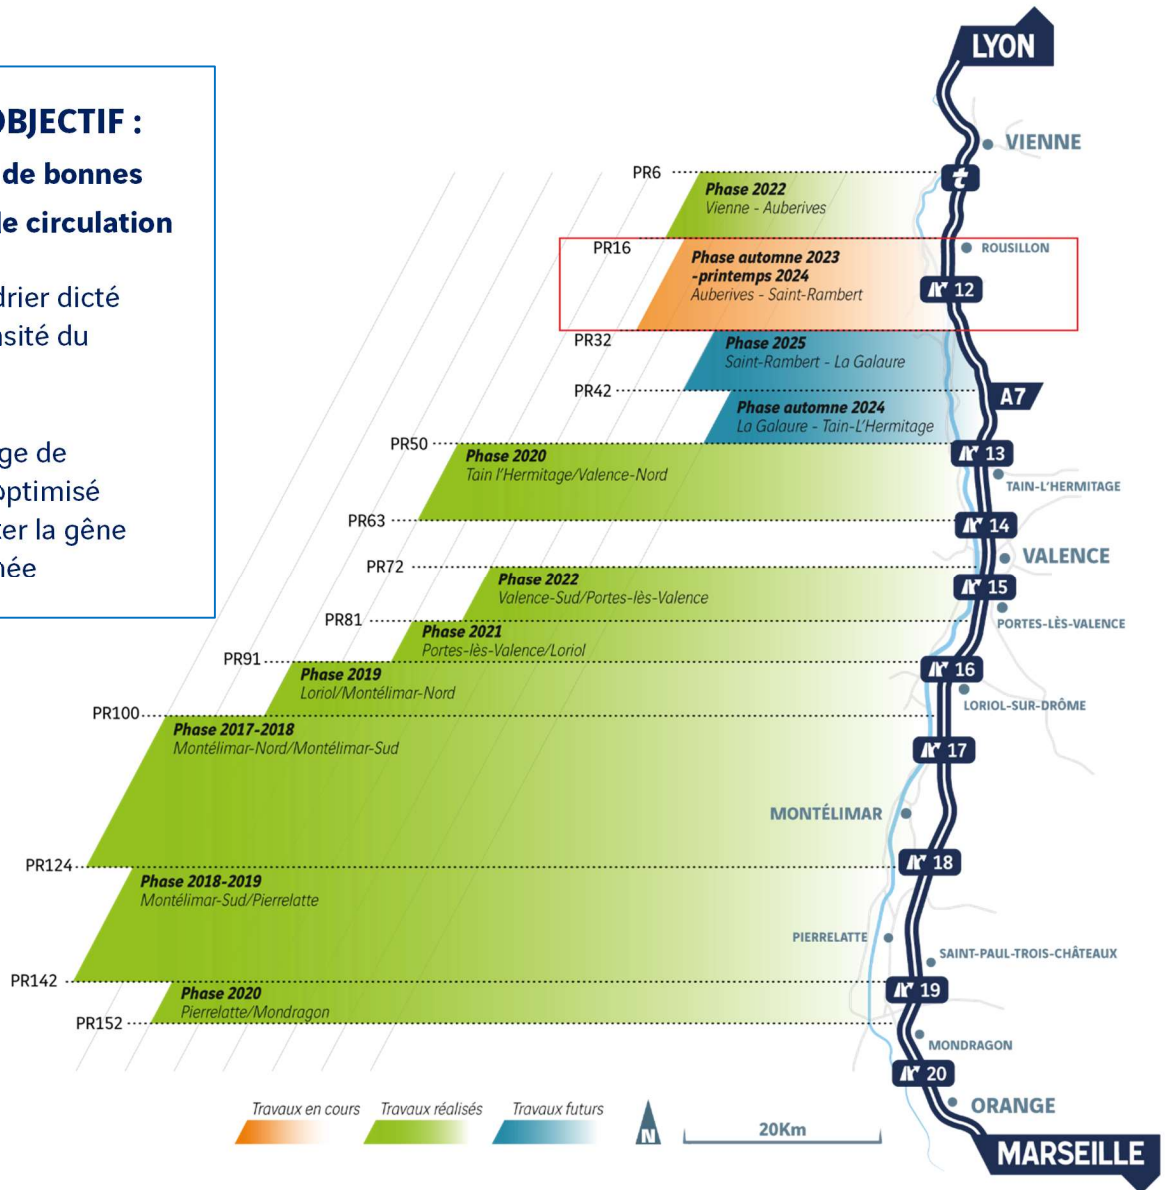 OBJECTIF :
de bonnes
de circulation
drier dicté
nsité du
ge de
optimisé
ter la gêne
née
LYON
VIENNE
PR6
Phase 2022
Vienne - Auberives
PR16
ROUSILLON
Phase automne 2023
-printemps 2024
Auberives - Saint-Rambert
12
PR32
Phase 2025
Saint-Rambert - La Galaure
PR42
A7
Phase automne 2024
La Galaure - Tain-L'Hermitage
PR50
13
Phase 2020
Tain l'Hermitage/Valence-Nord
TAIN-L'HERMITAGE
PR63
14
VALENCE
PR72
Phase 2022
Valence-Sud/Portes-lès-Valence
15
PR81
PORTES-LÈS-VALENCE
Phase 2021
Portes-lès-Valence/Loriol
PR91
16
Phase 2019
Loriol/Montélimar-Nord
LORIOL-SUR-DRÔME
PR100
Phase 2017-2018
Montélimar-Nord/Montélimar-Sud
17
MONTÉLIMAR
PR124
18
Phase 2018-2019
Montélimar-Sud/Pierrelatte
PIERRELATTE
SAINT-PAUL-TROIS-CHÂTEAUX
PR142
19
Phase 2020
Pierrelatte/Mondragon
PR152
MONDRAGON
20
ORANGE
Travaux en cours
Travaux réalisés
Travaux futurs
N
20Km
MARSEILLE